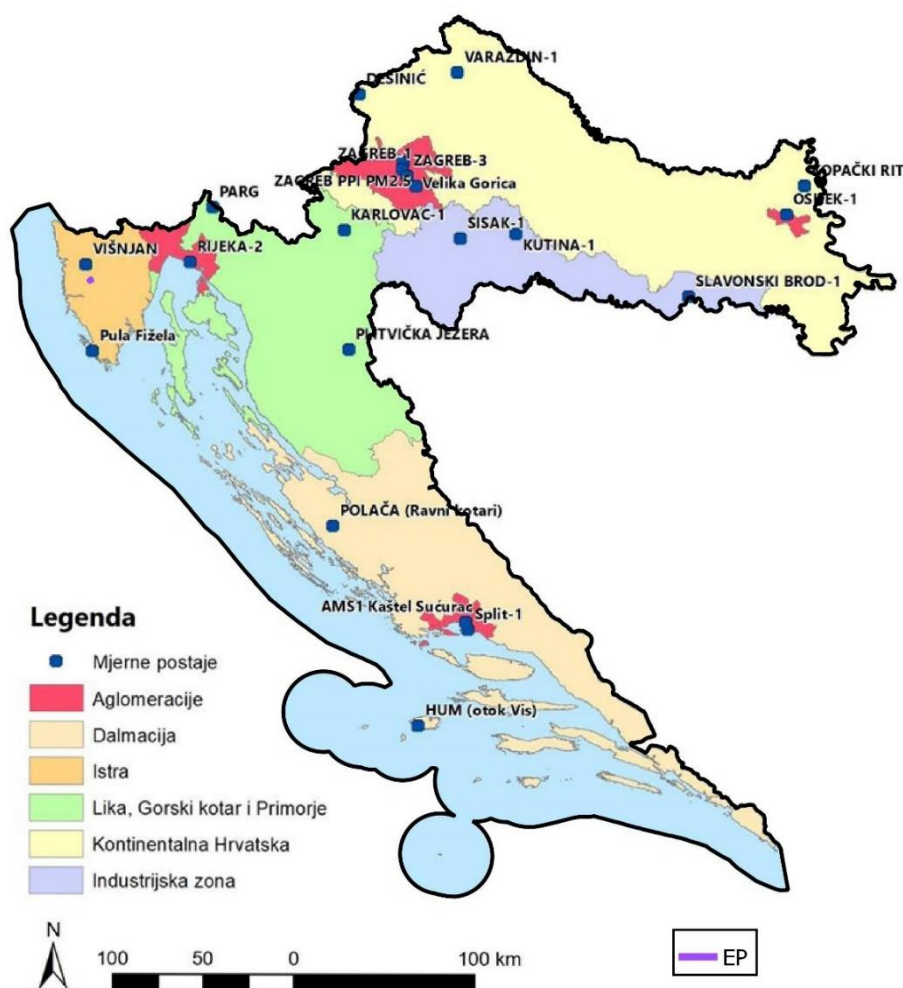 VARAZDIN-1
DESINIĆ
ZAGREB-1
ZAGREB-3
ZAGREB PPI PM2.5
Velika Gorica
KOPAČKI RIT
OSIJEK-1
PARG
KARLOVAC-1
SISAK-1
KUTINA-1
VIŠNJAN
RIJEKA-2
SLAVONSKI BROD-1
Pula Fižela
PLITVIČKA JEZERA
POLAČA (Ravni kotari)
AMS1 Kaštel Sućurac
Split-1
HUM (otok Vis)
Legenda
Mjerne postaje
Aglomeracije
Dalmacija
Istra
Lika, Gorski kotar i Primorje
Kontinentalna Hrvatska
Industrijska zona
N
100 50 0 100 km
EP